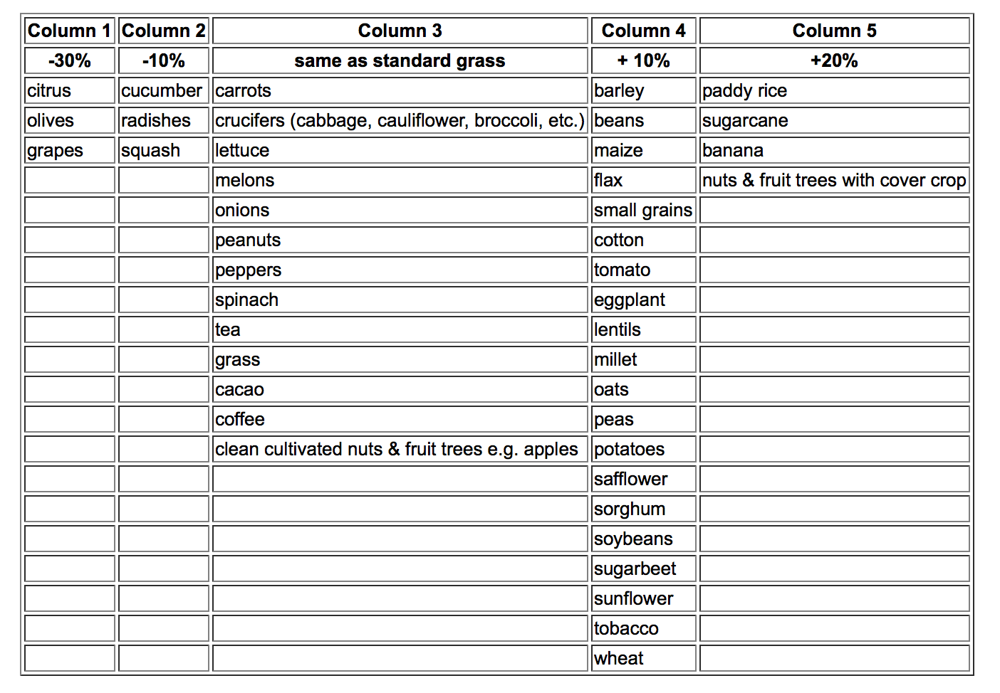 Column 1 Column 2 Column 3 Column 4 Column 5
-30% -10% same as standard grass + 10% +20%
citrus cucumber carrots barley paddy rice
olives radishes crucifers (cabbage, cauliflower, broccoli, etc.) beans sugarcane
grapes squash lettuce maize banana
melons flax nuts & fruit trees with cover crop
onions small grains
peanuts cotton
peppers tomato
spinach eggplant
tea lentils
grass millet
cacao oats
coffee peas
clean cultivated nuts & fruit trees e.g. apples potatoes
safflower
sorghum
soybeans
sugarbeet
sunflower
tobacco
wheat